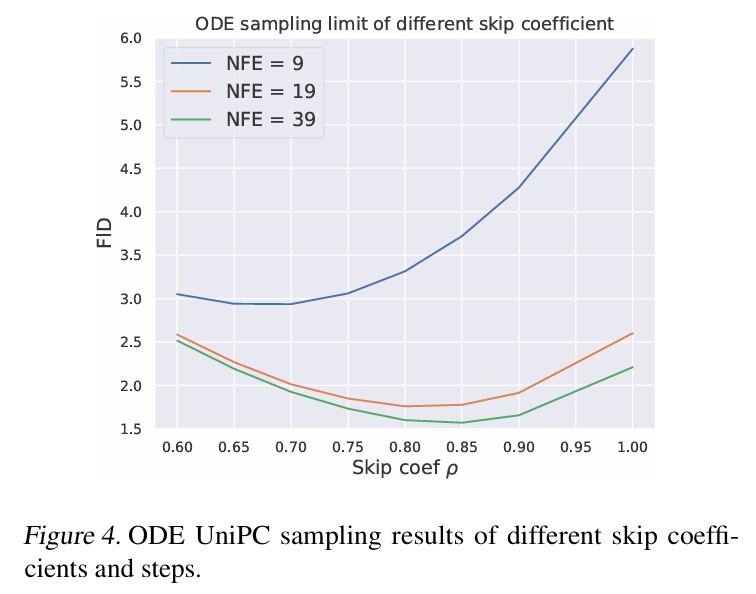 ODE sampling limit of different skip coefficient
6.0
5.5
5.0
4.5
4.0
3.5
3.0
2.5
2.0
1.5
FID
NFE = 9
NFE = 19
NFE = 39
0.60 0.65 0.70 0.75 0.80 0.85 0.90 0.95 1.00
Skip coef ρ
Figure 4. ODE UniPC sampling results of different skip coeffi-
cients and steps.